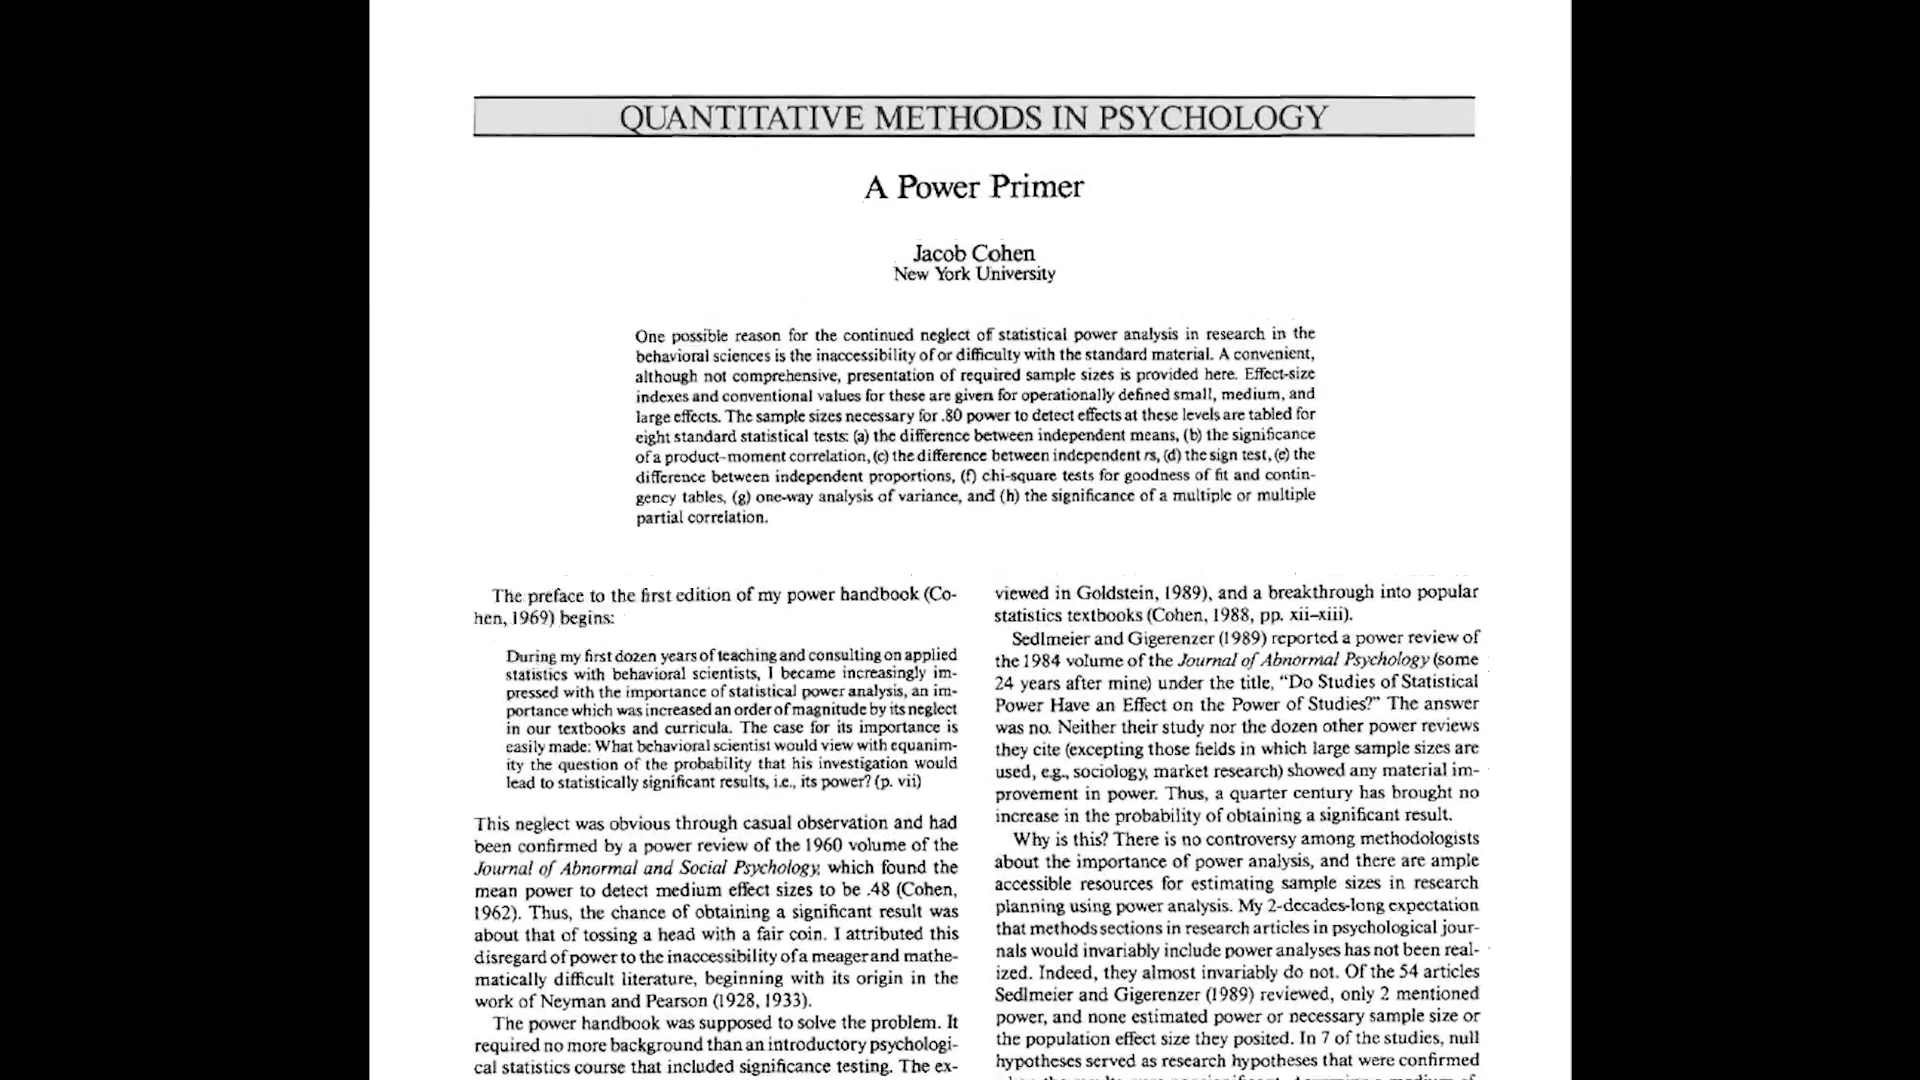 QUANTITATIVE METHODS IN PSYCHOLOGY
A Power Primer
Jacob Cohen
New York University
One possible reason for the continued neglect of statistical power analysis in research in the
behavioral sciences is the inaccessibility of or difficulty with the standard material. A convenient,
although not comprehensive, presentation of required sample sizes is provided here. Effect-size
indexes and conventional values for these are given for operationally defined small, medium, and
large effects. The sample sizes necessary for .80 power to detect effects at these levels are tabled for
eight standard statistical tests: (a) the difference between independent means, (b) the significance
of a product-moment correlation, (c) the difference between independent rs, (d) the sign test, (e) the
difference between independent proportions, (f) chi-square tests for goodness of fit and contin-
gency tables, (g) one-way analysis of variance, and (h) the significance of a multiple or multiple
partial correlation.
The preface to the first edition of my power handbook (Co-
hen, 1969) begins:
During my first dozen years of teaching and consulting on applied
statistics with behavioral scientists, I became increasingly im-
pressed with the importance of statistical power analysis, an im-
portance which was increased an order of magnitude by its neglect
in our textbooks and curricula. The case for its importance is
easily made: What behavioral scientist would view with equanim-
ity the question of the probability that his investigation would
lead to statistically significant results, i.e., its power? (p. vii)
This neglect was obvious through casual observation and had
been confirmed by a power review of the 1960 volume of the
Journal of Abnormal and Social Psychology, which found the
mean power to detect medium effect sizes to be .48 (Cohen,
1962). Thus, the chance of obtaining a significant result was
about that of tossing a head with a fair coin. I attributed this
disregard of power to the inaccessibility of a meager and mathe-
matically difficult literature, beginning with its origin in the
work of Neyman and Pearson (1928, 1933).
The power handbook was supposed to solve the problem. It
required no more background than an introductory psychologi-
cal statistics course that included significance testing. The ex-
viewed in Goldstein, 1989), and a breakthrough into popular
statistics textbooks (Cohen, 1988, pp. xii–xiii).
Sedlmeier and Gigerenzer (1989) reported a power review of
the 1984 volume of the Journal of Abnormal Psychology (some
24 years after mine) under the title, “Do Studies of Statistical
Power Have an Effect on the Power of Studies?” The answer
was no. Neither their study nor the dozen other power reviews
they cite (excepting those fields in which large sample sizes are
used, e.g., sociology, market research) showed any material im-
provement in power. Thus, a quarter century has brought no
increase in the probability of obtaining a significant result.
Why is this? There is no controversy among methodologists
about the importance of power analysis, and there are ample
accessible resources for estimating sample sizes in research
planning using power analysis. My 2-decades-long expectation
that methods sections in research articles in psychological jour-
nals would invariably include power analyses has not been real-
ized. Indeed, they almost invariably do not. Of the 54 articles
Sedlmeier and Gigerenzer (1989) reviewed, only 2 mentioned
power, and none estimated power or necessary sample size or
the population effect size they posited. In 7 of the studies, null
hypotheses served as research hypotheses that were confirmed